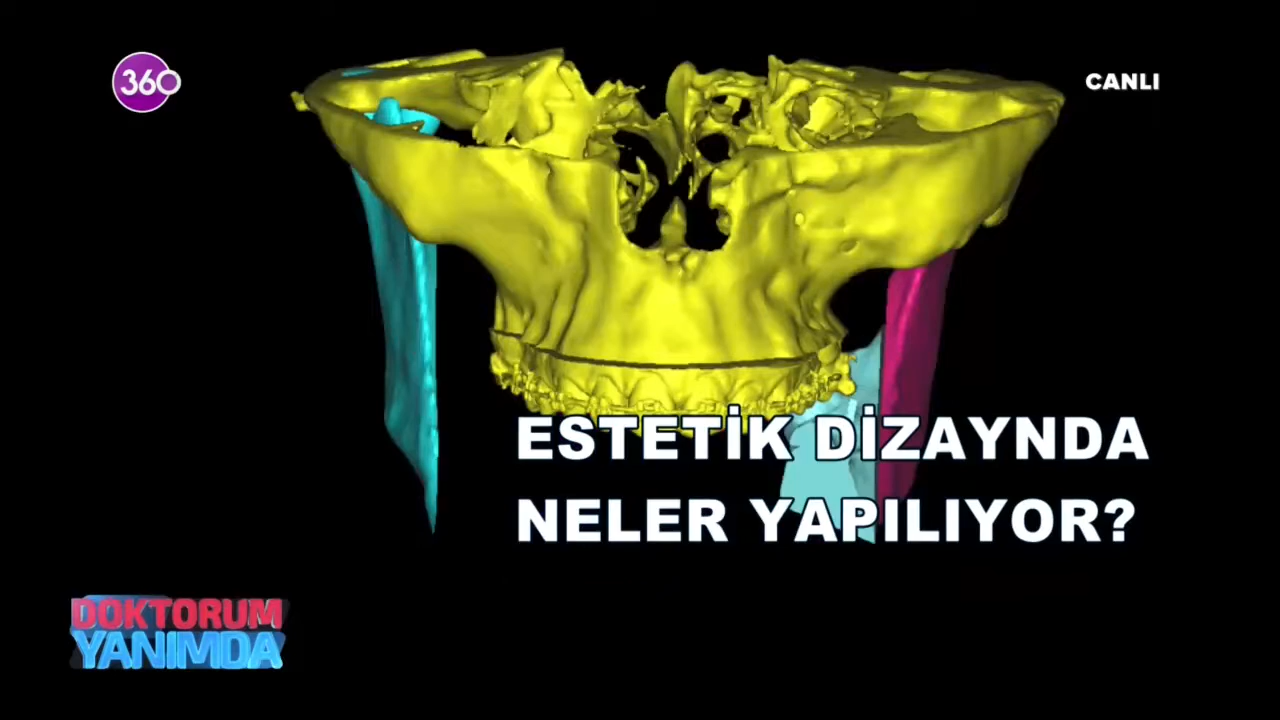 360
CANLI
ESTETİK DİZAYNDA
NELER YAPILIYOR?
DOKTORUM
YANIMDA